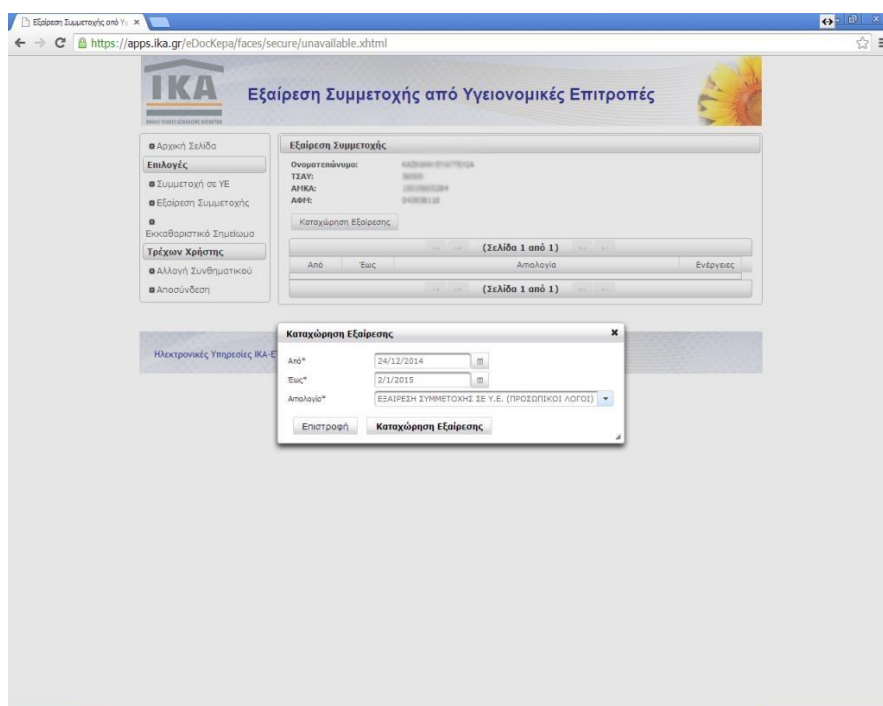 Εξαίρεση Συμμετοχής από Υγ
https://apps.ika.gr/eDocKepa/faces/secure/unavailable.xhtml
ΙΚΑ
Εξαίρεση Συμμετοχής από Υγειονομικές Επιτροπές
Αρχική Σελίδα
Επιλογές
Συμμετοχή σε ΥΕ
Εξαίρεση Συμμετοχής
Εκκαθαριστικό Σημείωμα
Τρέχων Χρήστης
Αλλαγή Συνθηματικού
Αποσύνδεση
Εξαίρεση Συμμετοχής
Ονοματεπώνυμο:
ΤΣΑΥ:
ΑΜΚΑ:
ΑΦΜ:
Καταχώρηση Εξαίρεσης
(Σελίδα 1 από 1)
Από Έως Αιτιολογία Ενέργειες
(Σελίδα 1 από 1)
Ηλεκτρονικές Υπηρεσίες ΙΚΑ-Ε
Καταχώρηση Εξαίρεσης
Από* 24/12/2014
Έως* 2/1/2015
Αιτιολογία* ΕΞΑΙΡΕΣΗ ΣΥΜΜΕΤΟΧΗΣ ΣΕ Υ.Ε. (ΠΡΟΣΩΠΙΚΟΙ ΛΟΓΟΙ)
Επιστροφή Καταχώρηση Εξαίρεσης